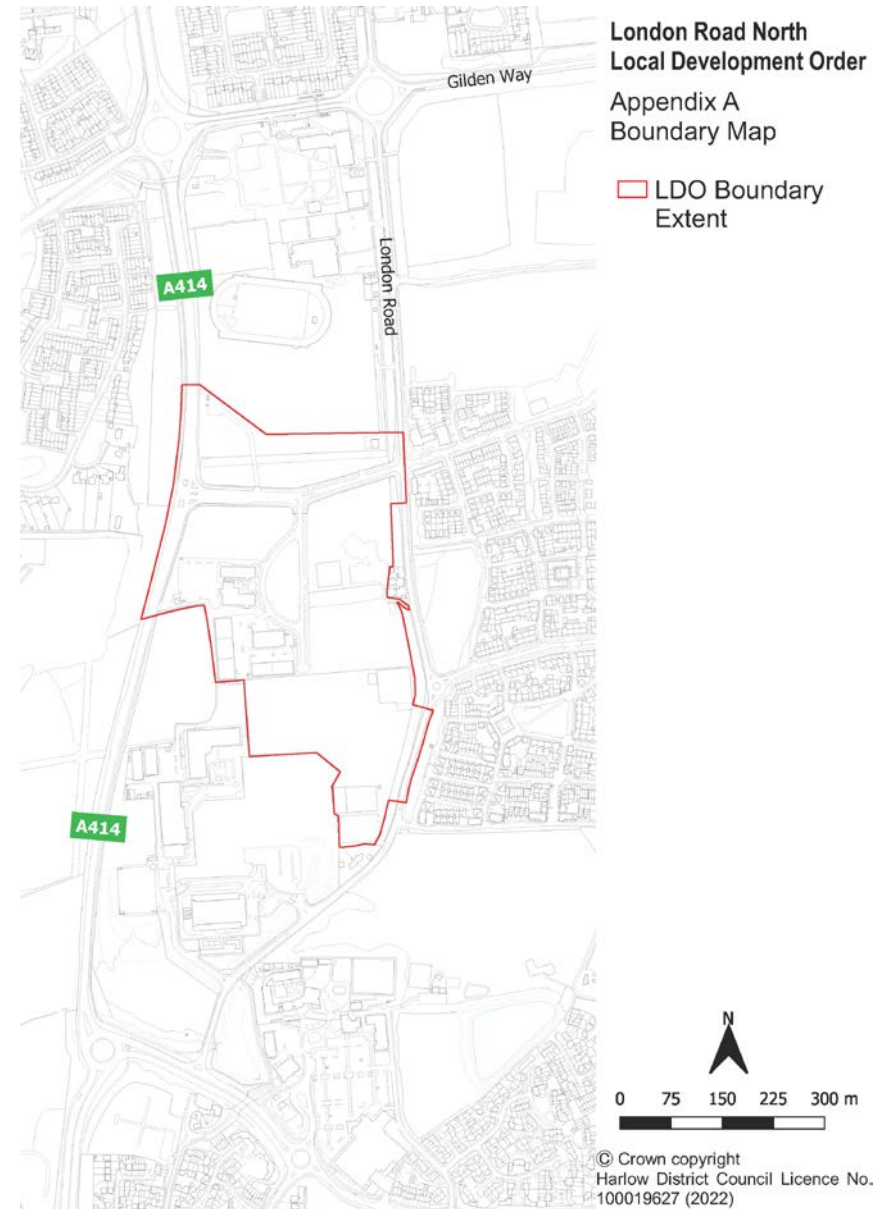 London Road North
Local Development Order
Appendix A
Boundary Map
LDO Boundary
Extent
Gilden Way
London Road
A414
A414
N
0 75 150 225 300 m
© Crown copyright
Harlow District Council Licence No.
100019627 (2022)